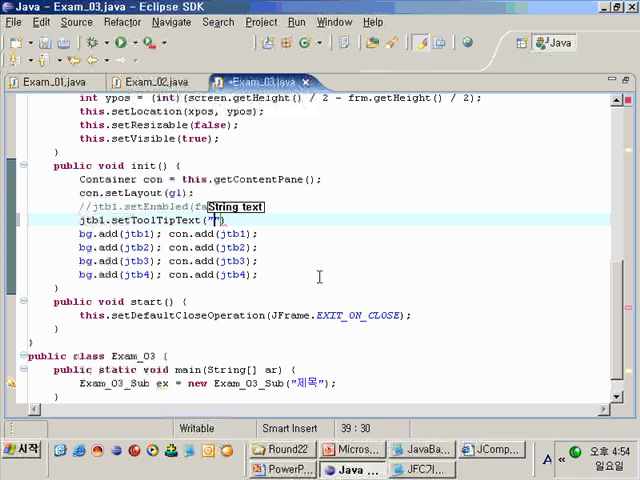 Java - Exam_03.java - Eclipse SDK
File Edit Source Refactor Navigate Search Project Run Window Help
Java
Exam_01.java Exam_02.java *Exam_03.java
int ypos = (int)(screen.getHeight() / 2 - frm.getHeight() / 2);
this.setLocation(xpos, ypos);
this.setResizable(false);
this.setVisible(true);
}
public void init() {
Container con = this.getContentPane();
con.setLayout(gl);
//jtb1.setEnabled(fa
String text
jtb1.setToolTipText("")
bg.add(jtb1); con.add(jtb1);
bg.add(jtb2); con.add(jtb2);
bg.add(jtb3); con.add(jtb3);
bg.add(jtb4); con.add(jtb4);
}
public void start() {
this.setDefaultCloseOperation(JFrame.EXIT_ON_CLOSE);
}
}
public class Exam_03 {
public static void main(String[] ar) {
Exam_03_Sub ex = new Exam_03_Sub("제목");
}
Writable Smart Insert 39 : 30
시작 Round22 Micros... JavaBa... JComp... A « 오후 4:54
PowerP... Java ... JFC기... 일요일